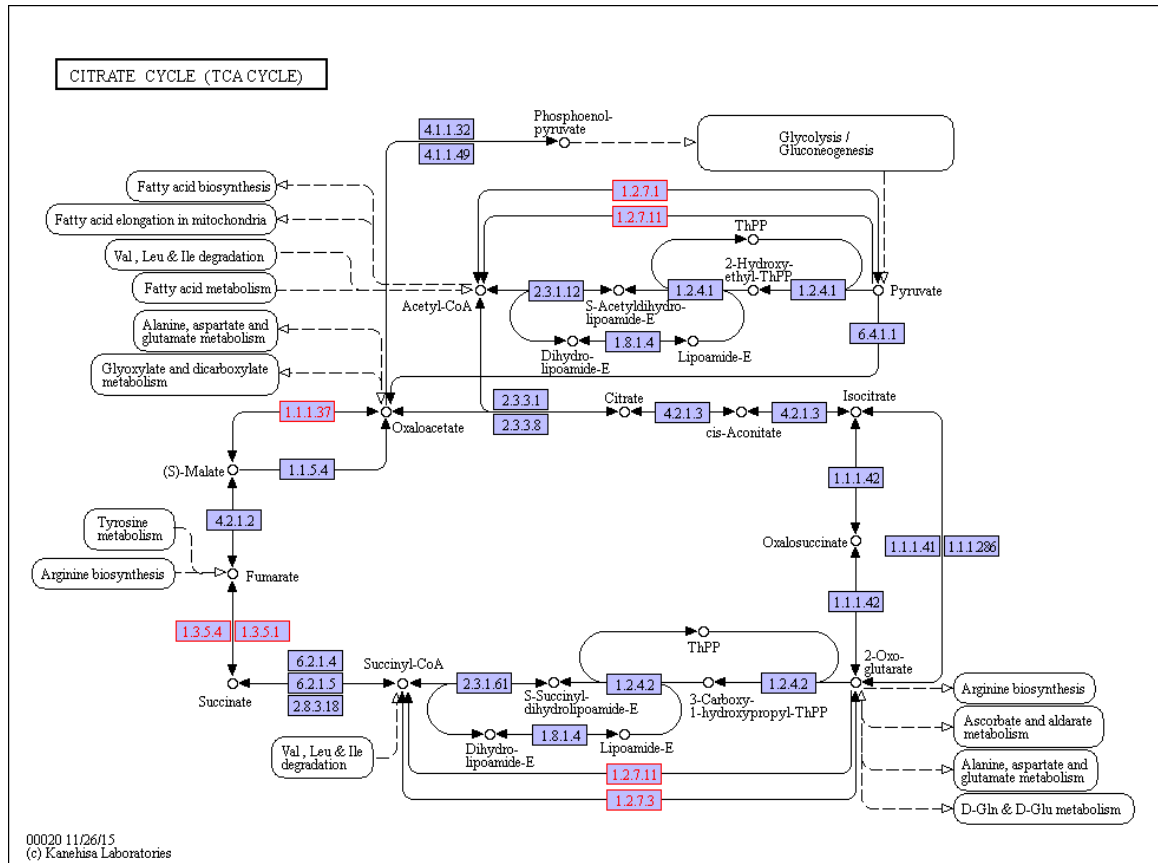 CITRATE CYCLE (TCA CYCLE)
Phosphoenol-
pyruvate
4.1.1.32
4.1.1.49
Glycolysis /
Gluconeogenesis
Fatty acid biosynthesis
Fatty acid elongation in mitochondria
Val , Leu & Ile degradation
Fatty acid metabolism
Alanine, aspartate and
glutamate metabolism
Glyoxylate and dicarboxylate
metabolism
1.2.7.1
1.2.7.11
ThPP
2-Hydroxy-
ethyl-ThPP
Acetyl-CoA
2.3.1.12
S-Acetyldihydro-
lipoamide-E
1.2.4.1
1.2.4.1
Pyruvate
6.4.1.1
Dihydro-
lipoamide-E
1.8.1.4
Lipoamide-E
1.1.1.37
Oxaloacetate
2.3.3.1
2.3.3.8
Citrate
4.2.1.3
cis-Aconitate
4.2.1.3
Isocitrate
(S)-Malate
1.1.5.4
1.1.1.42
4.2.1.2
Tyrosine
metabolism
Arginine biosynthesis
Fumarate
Oxalosuccinate
1.1.1.41
1.1.1.286
1.1.1.42
1.3.5.4
1.3.5.1
Succinate
6.2.1.4
6.2.1.5
2.8.3.18
Succinyl-CoA
2.3.1.61
S-Succinyl-
dihydrolipoamide-E
1.2.4.2
ThPP
3-Carboxy-
1-hydroxypropyl-ThPP
1.2.4.2
2-Oxo-
glutarate
Val , Leu & Ile
degradation
Dihydro-
lipoamide-E
1.8.1.4
Lipoamide-E
1.2.7.11
1.2.7.3
Arginine biosynthesis
Ascorbate and aldarate
metabolism
Alanine, aspartate and
glutamate metabolism
D-Gln & D-Glu metabolism
00020 11/26/15
(c) Kanehisa Laboratories